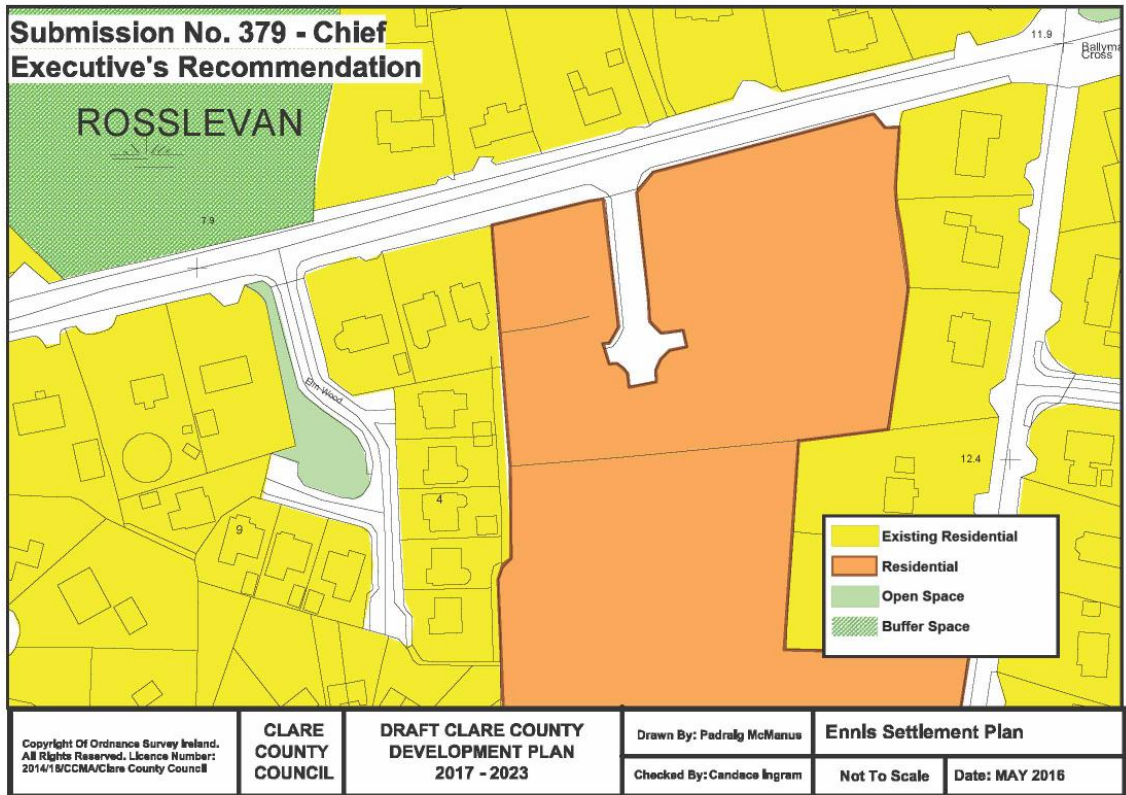 Submission No. 379 - Chief
Executive's Recommendation
ROSSLEVAN
11.9
Ballyma
Cross
7.9
Elm Wood
12.4
4
9
Existing Residential
Residential
Open Space
Buffer Space
Copyright Of Ordnance Survey Ireland.
All Rights Reserved. Licence Number:
2014/18/CCMA/Clare County Council
CLARE
COUNTY
COUNCIL
DRAFT CLARE COUNTY
DEVELOPMENT PLAN
2017 - 2023
Drawn By: Padraig McManus
Checked By: Candace Ingram
Ennis Settlement Plan
Not To Scale
Date: MAY 2016